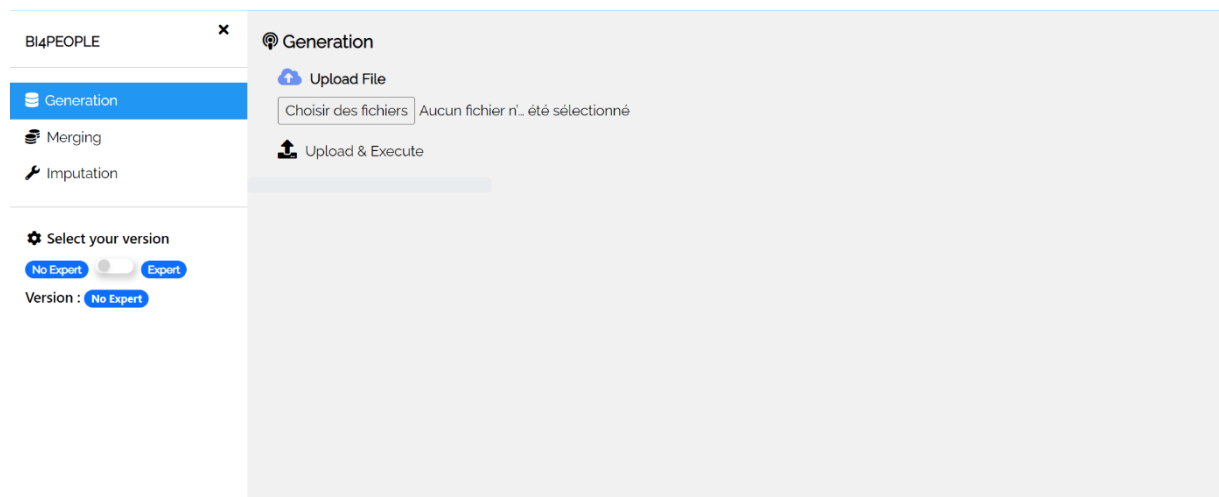 BI4PEOPLE
Generation
Merging
Imputation
Select your version
No Expert Expert
Version : No Expert
Generation
Upload File
Choisir des fichiers Aucun fichier n'... été sélectionné
Upload & Execute